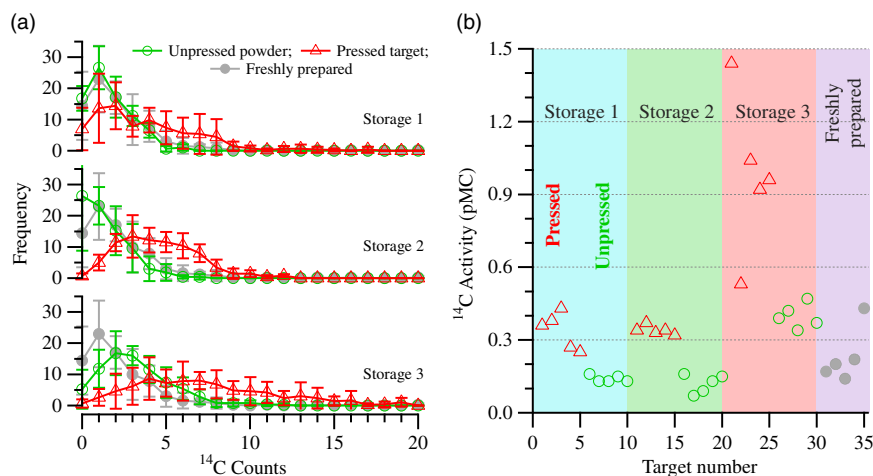 (a)
Unpressed powder; Pressed target;
Freshly prepared
30
20
10
0
Storage 1
30
20
10
0
Storage 2
30
20
10
0
Storage 3
Frequency
0 5 10 15 20
¹⁴C Counts
(b)
1.5
1.2
0.9
0.6
0.3
0.0
¹⁴C Activity (pMC)
Storage 1 Storage 2 Storage 3
Freshly
prepared
Pressed
Unpressed
0 5 10 15 20 25 30 35
Target number